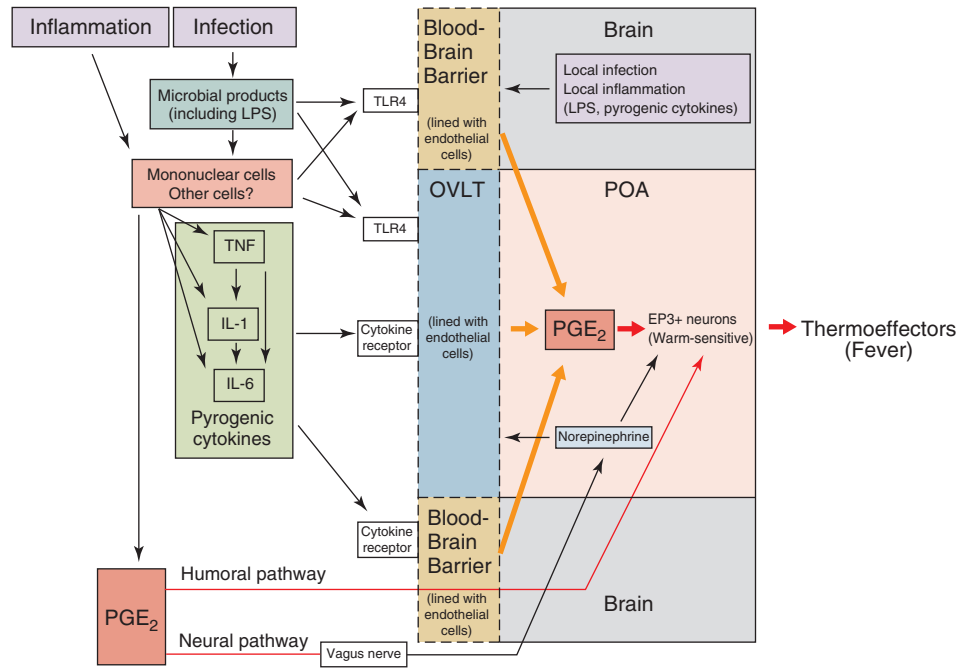 Inflammation
Infection
Blood-
Brain
Barrier
Brain
Microbial products
(including LPS)
TLR4
Local infection
Local inflammation
(LPS, pyrogenic cytokines)
(lined with
endothelial
cells)
Mononuclear cells
Other cells?
OVLT
POA
TLR4
TNF
IL-1
IL-6
Pyrogenic
cytokines
Cytokine
receptor
(lined with
endothelial
cells)
PGE₂
EP3+ neurons
(Warm-sensitive)
Thermoeffectors
(Fever)
Norepinephrine
Cytokine
receptor
Blood-
Brain
Barrier
(lined with
endothelial
cells)
Brain
PGE₂
Humoral pathway
Neural pathway
Vagus nerve